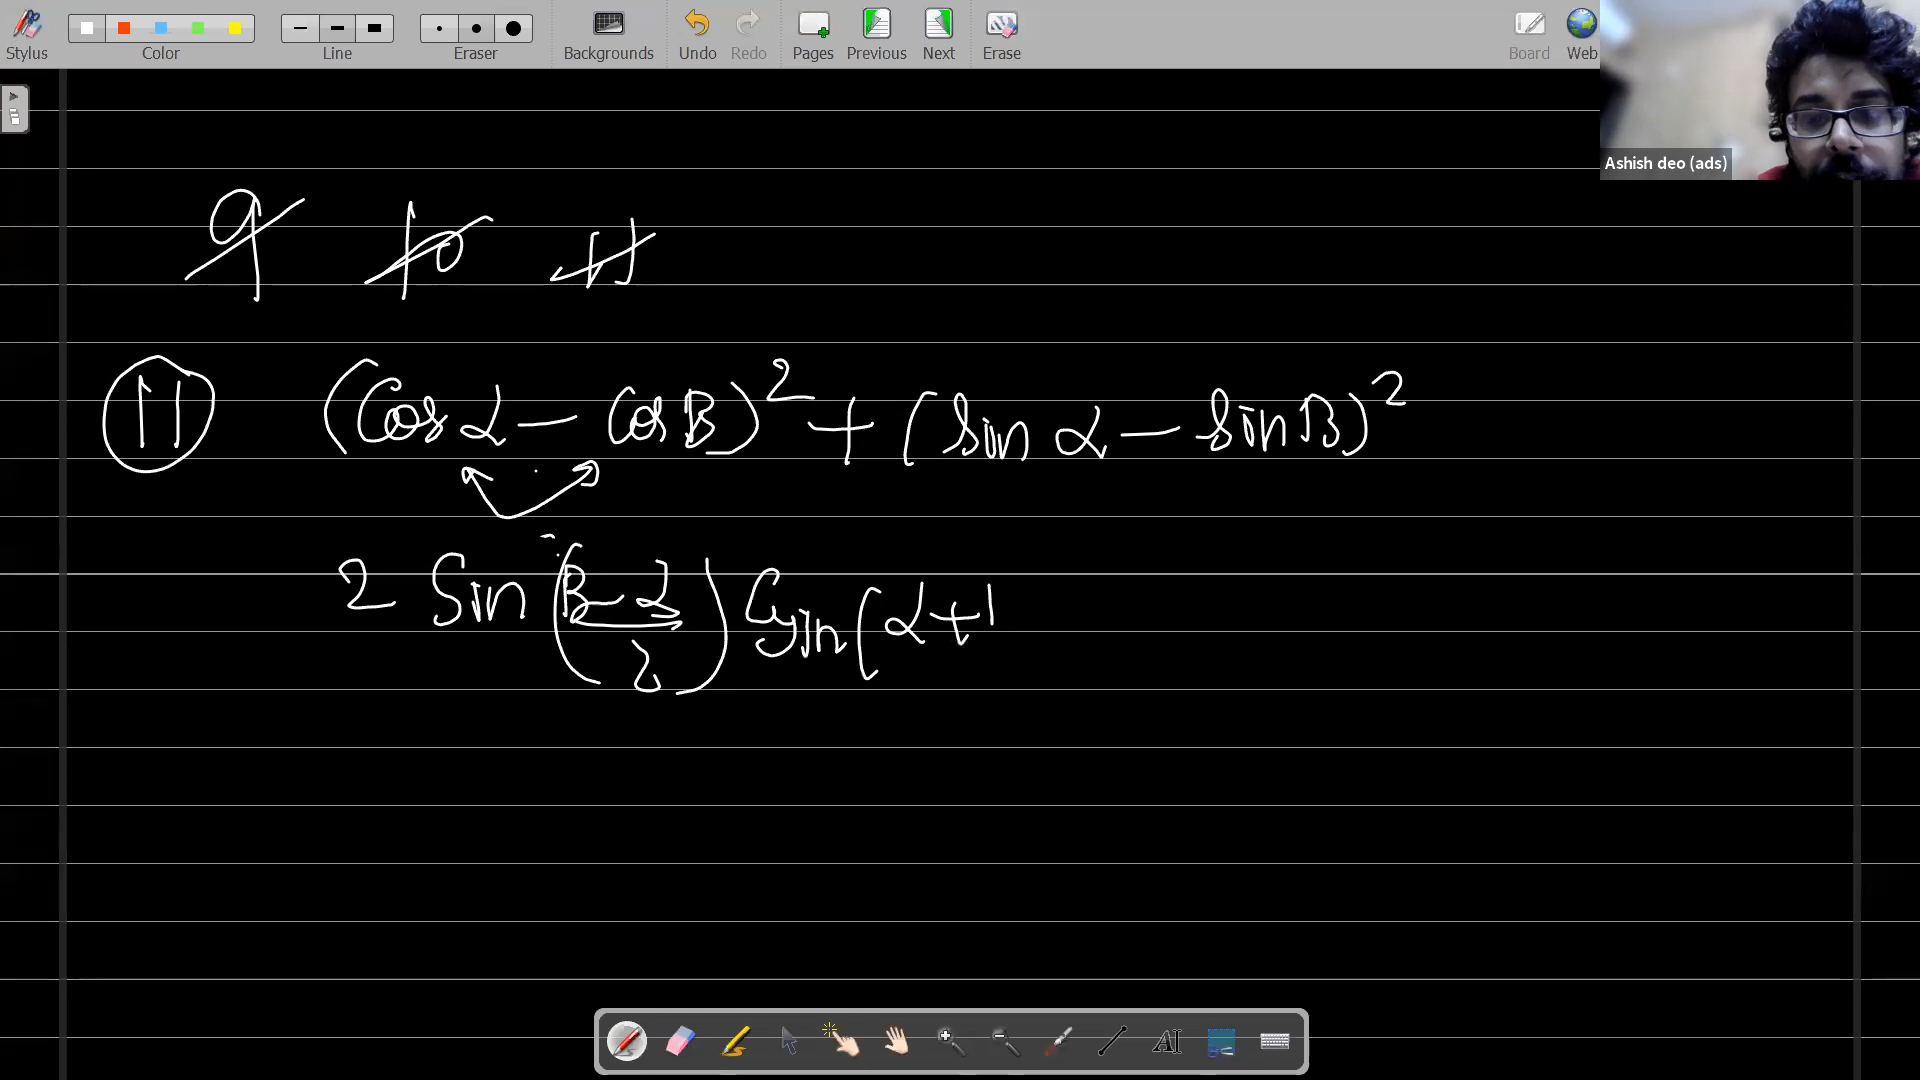 Stylus Color Line Eraser Backgrounds Undo Redo Pages Previous Next Erase Board Web
Ashish deo (ads)
9 10 11
11 (Cos α - Cos B)² + (sin α - sin B)²
2 Sin (B-α/2) Sin (α+